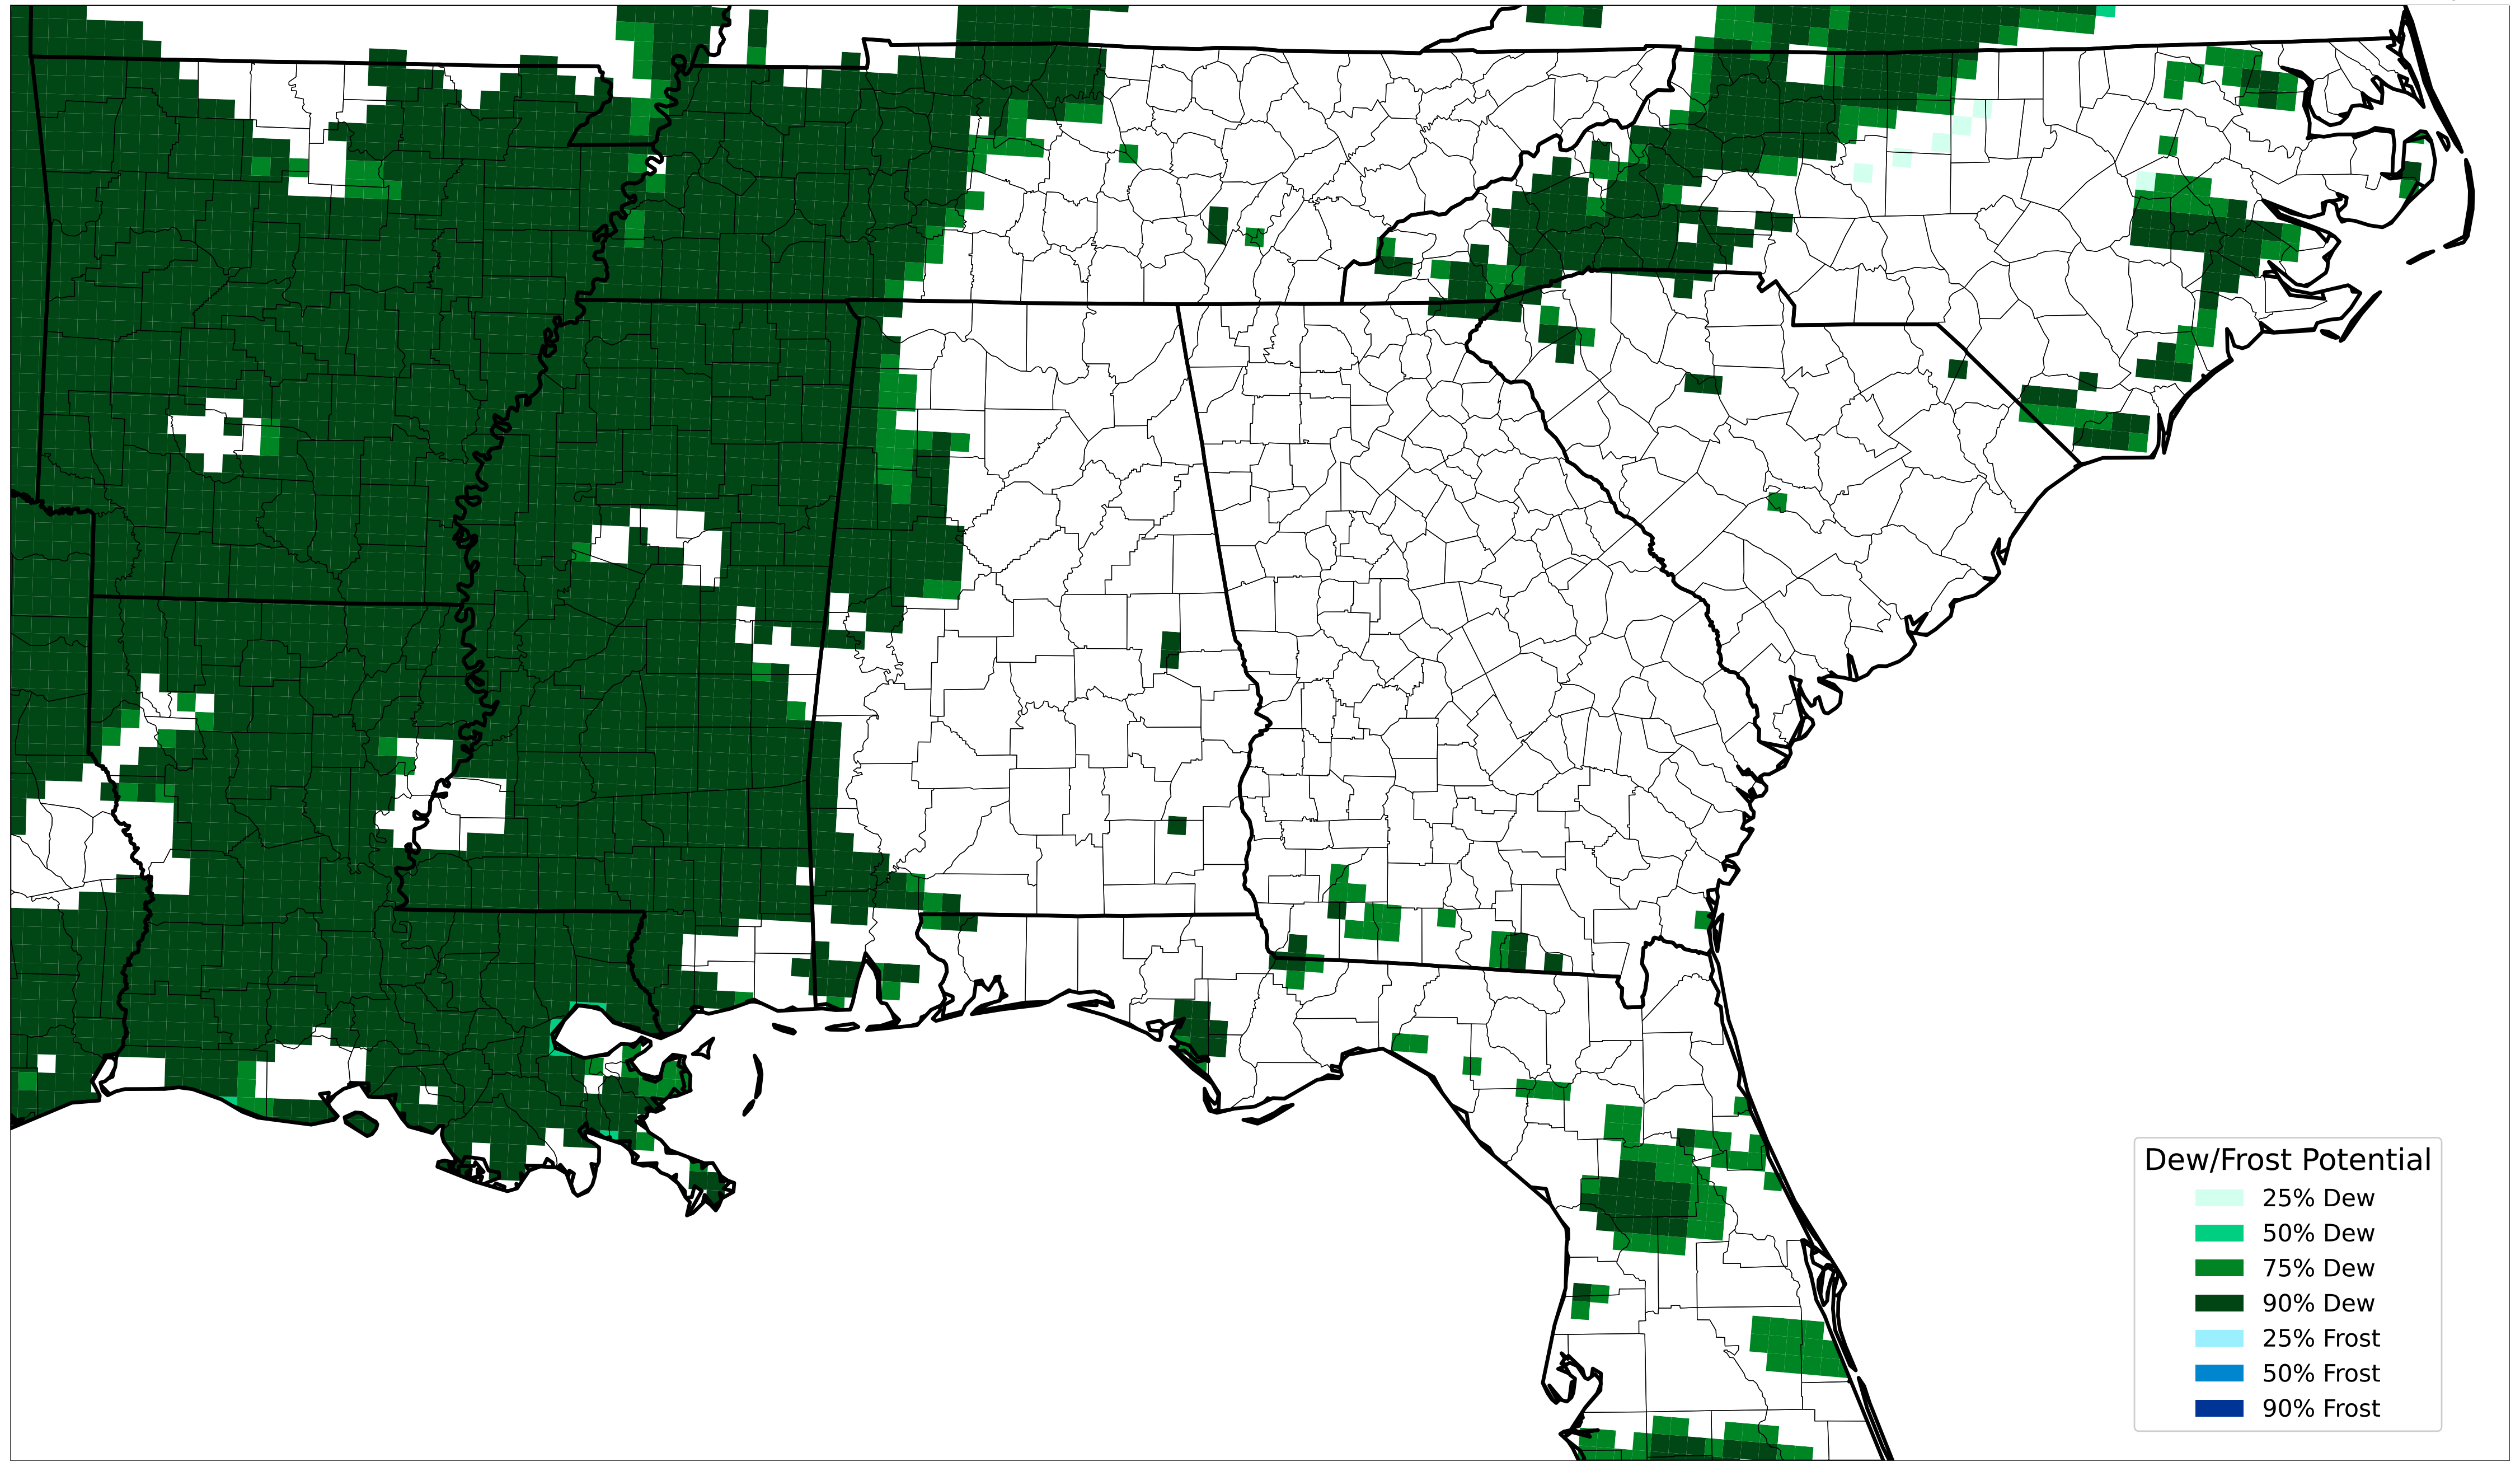 Dew/Frost Potential
25% Dew
50% Dew
75% Dew
90% Dew
25% Frost
50% Frost
90% Frost